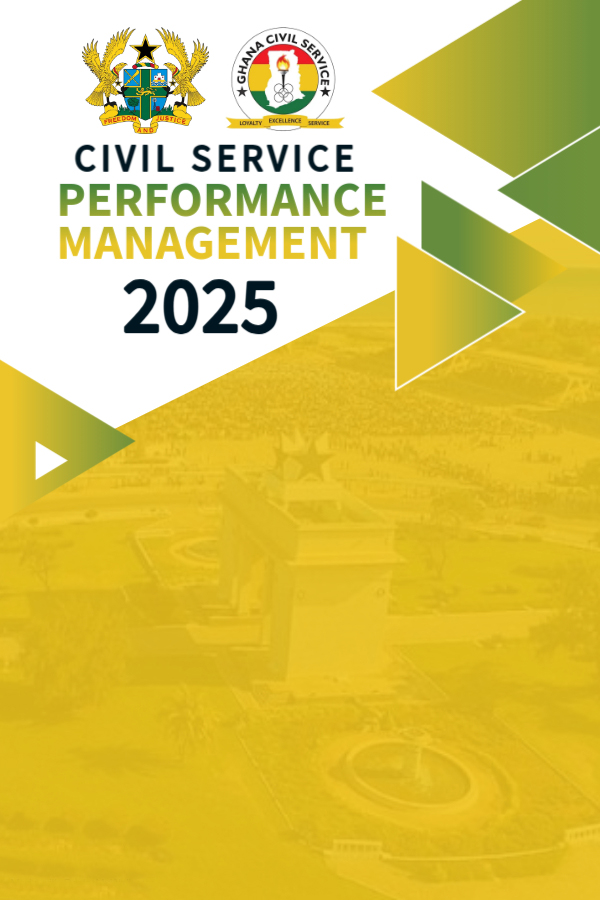 FREEDOM AND JUSTICE
GHANA CIVIL SERVICE
LOYALTY EXCELLENCE SERVICE
CIVIL SERVICE
PERFORMANCE
MANAGEMENT
2025